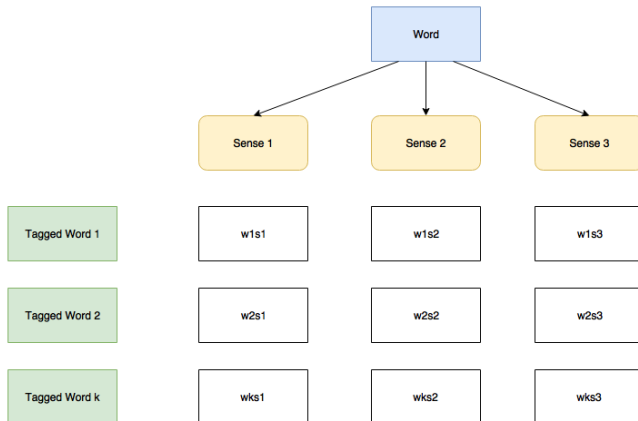 Word
Sense 1
Sense 2
Sense 3
Tagged Word 1
w1s1
w1s2
w1s3
Tagged Word 2
w2s1
w2s2
w2s3
Tagged Word k
wks1
wks2
wks3